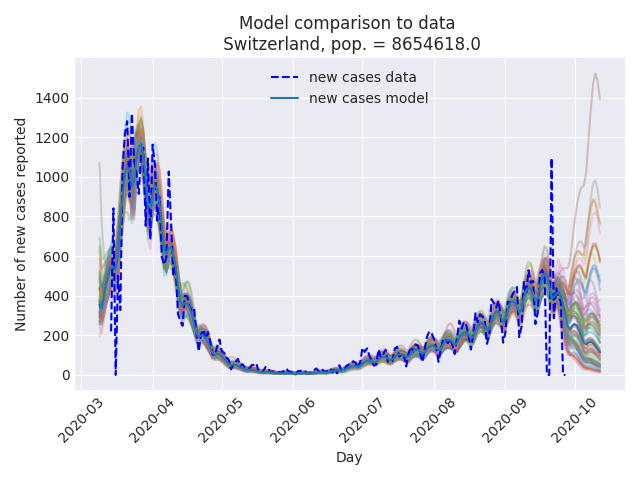 Model comparison to data
Switzerland, pop. = 8654618.0
new cases data
new cases model
Number of new cases reported
1400
1200
1000
800
600
400
200
0
2020-03
2020-04
2020-05
2020-06
2020-07
2020-08
2020-09
2020-10
Day